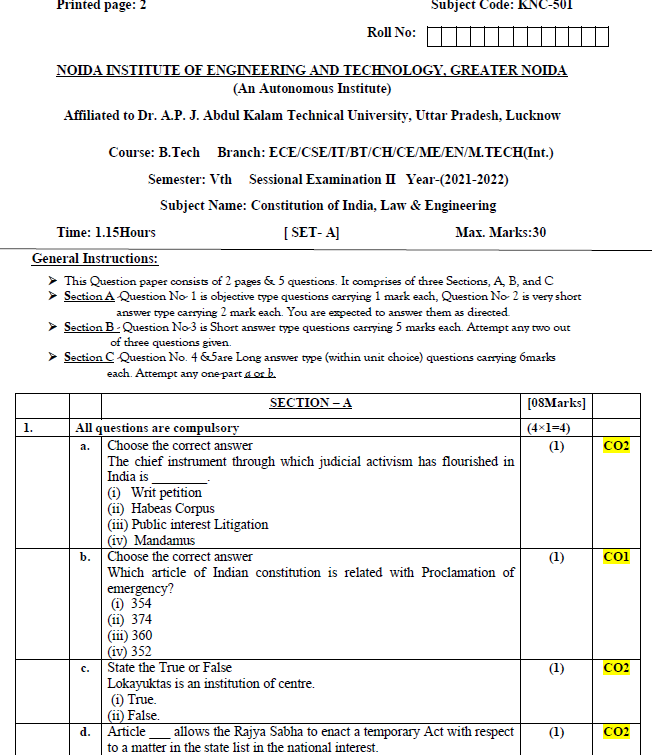 Printed page: 2 Subject Code: KNC-501
Roll No:
NOIDA INSTITUTE OF ENGINEERING AND TECHNOLOGY, GREATER NOIDA
(An Autonomous Institute)
Affiliated to Dr. A.P. J. Abdul Kalam Technical University, Uttar Pradesh, Lucknow
Course: B.Tech Branch: ECE/CSE/IT/BT/CH/CE/ME/EN/M.TECH(Int.)
Semester: Vth Sessional Examination II Year-(2021-2022)
Subject Name: Constitution of India, Law & Engineering
Time: 1.15Hours [ SET- A] Max. Marks:30
General Instructions:
➤ This Question paper consists of 2 pages & 5 questions. It comprises of three Sections, A, B, and C
➤ Section A -Question No- 1 is objective type questions carrying 1 mark each, Question No- 2 is very short
answer type carrying 2 mark each. You are expected to answer them as directed.
➤ Section B - Question No-3 is Short answer type questions carrying 5 marks each. Attempt any two out
of three questions given.
➤ Section C -Question No. 4 &5are Long answer type (within unit choice) questions carrying 6marks
each. Attempt any one part a or b.
SECTION – A [08Marks]
1. All questions are compulsory (4×1=4)
a. Choose the correct answer (1) CO2
The chief instrument through which judicial activism has flourished in
India is ________.
(i) Writ petition
(ii) Habeas Corpus
(iii) Public interest Litigation
(iv) Mandamus
b. Choose the correct answer (1) CO1
Which article of Indian constitution is related with Proclamation of
emergency?
(i) 354
(ii) 374
(iii) 360
(iv) 352
c. State the True or False (1) CO2
Lokayuktas is an institution of centre.
(i) True.
(ii) False.
d. Article ___ allows the Rajya Sabha to enact a temporary Act with respect (1) CO2
to a matter in the state list in the national interest.